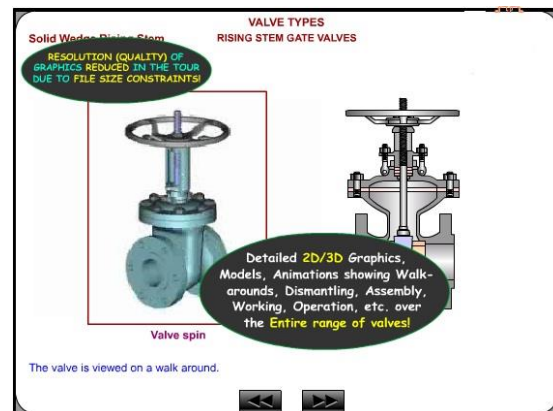 VALVE TYPES
Solid Wedge Rising Stem
RISING STEM GATE VALVES
RESOLUTION (QUALITY) OF
GRAPHICS REDUCED IN THE TOUR
DUE TO FILE SIZE CONSTRAINTS!
Detailed 2D/3D Graphics,
Models, Animations showing Walk-
arounds, Dismantling, Assembly,
Working, Operation, etc. over
the Entire range of valves!
Valve spin
The valve is viewed on a walk around.